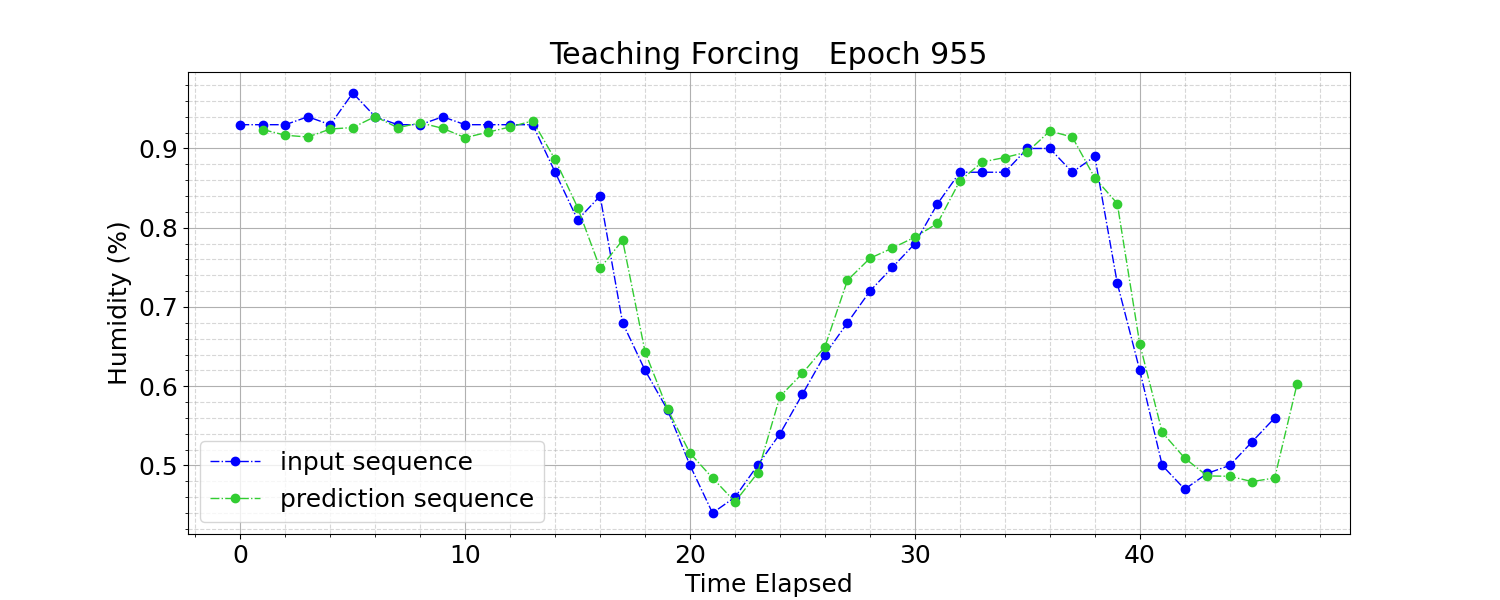 Teaching Forcing   Epoch 955
Humidity (%)
0.9
0.8
0.7
0.6
0.5
input sequence
prediction sequence
0 10 20 30 40
Time Elapsed